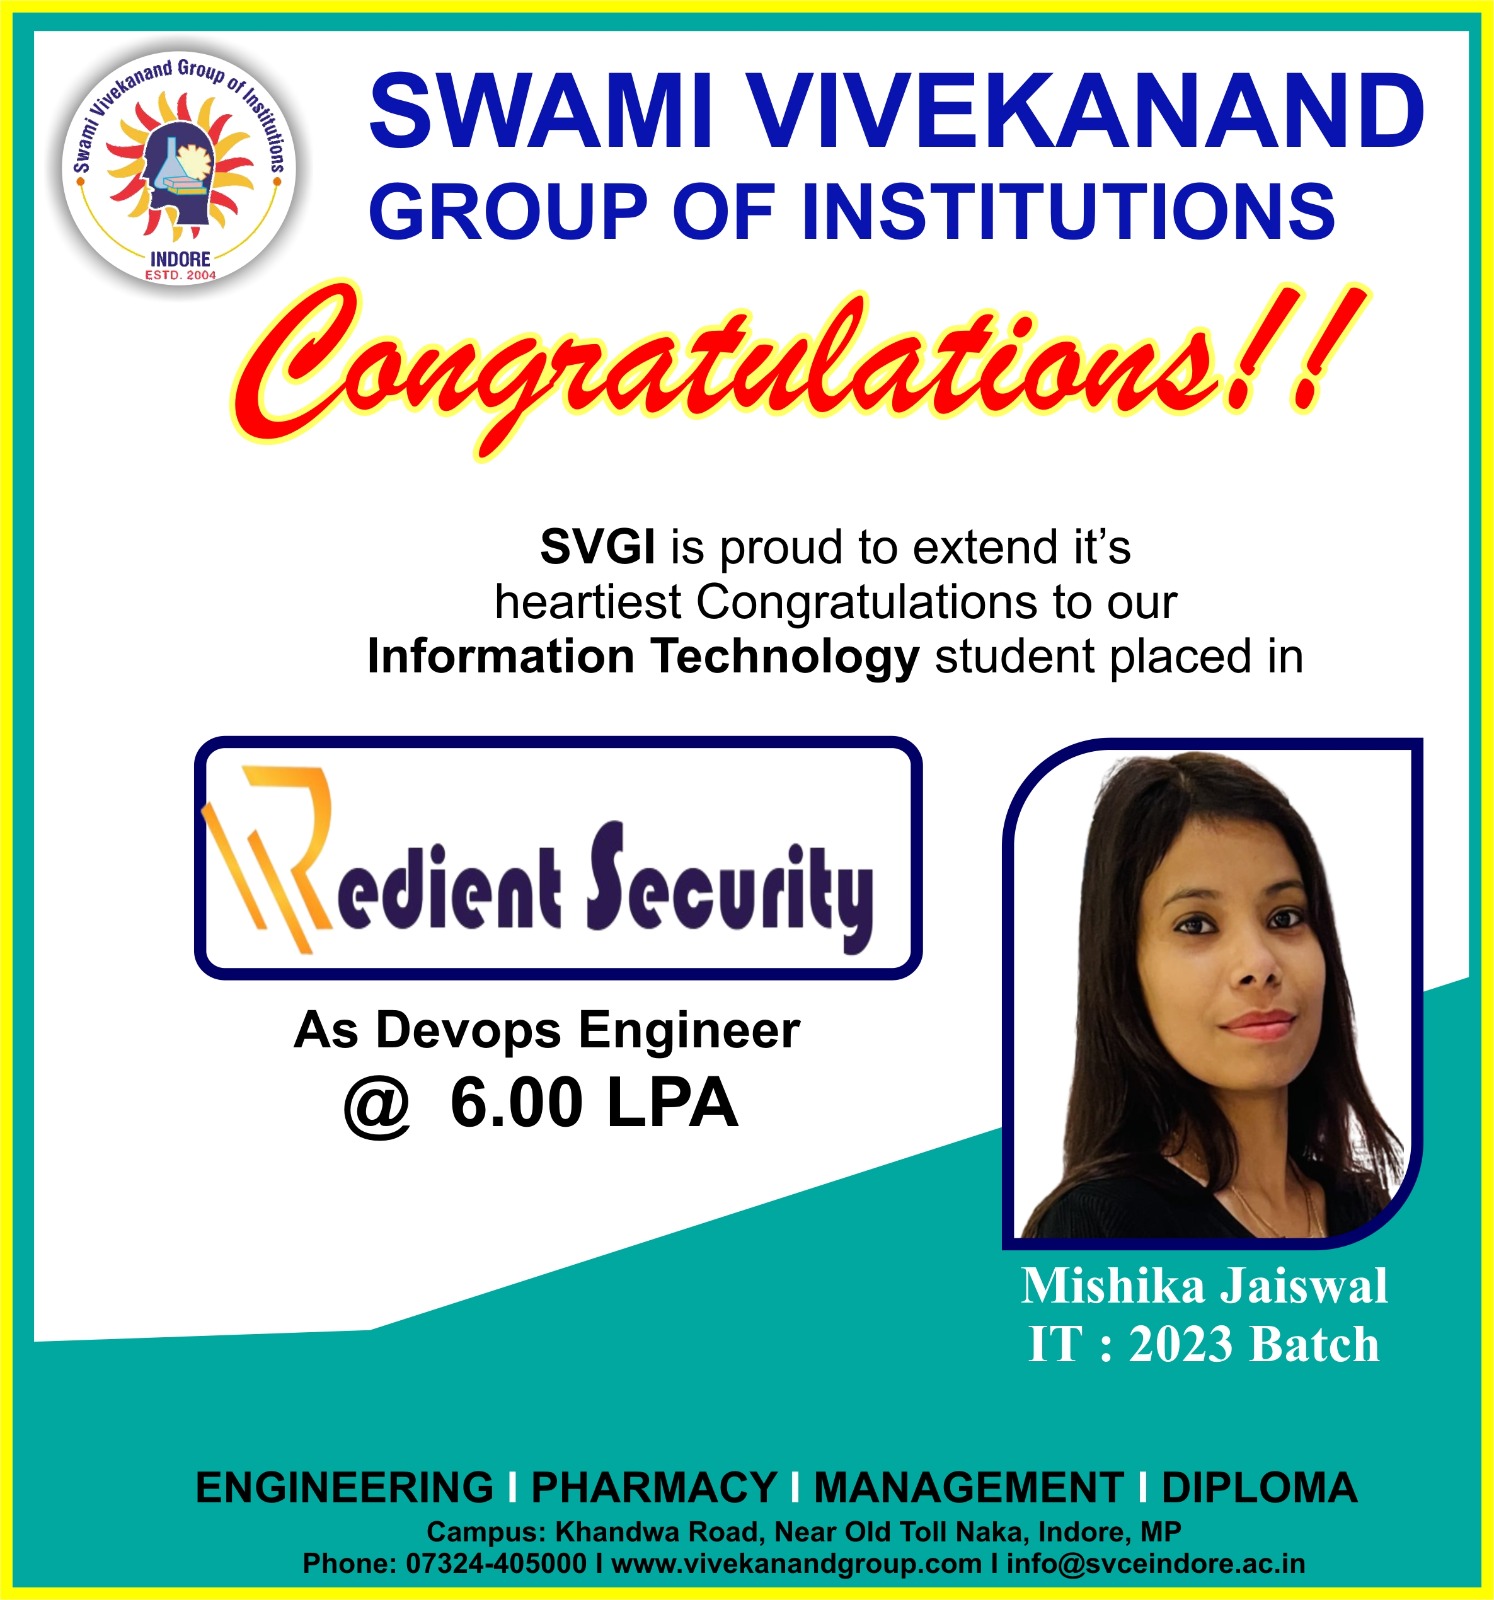 Swami Vivekanand Group of Institutions
INDORE
ESTD. 2004
SWAMI VIVEKANAND
GROUP OF INSTITUTIONS
Congratulations!!
SVGI is proud to extend it’s
heartiest Congratulations to our
Information Technology student placed in
Redient Security
As Devops Engineer
@ 6.00 LPA
Mishika Jaiswal
IT : 2023 Batch
ENGINEERING I PHARMACY I MANAGEMENT I DIPLOMA
Campus: Khandwa Road, Near Old Toll Naka, Indore, MP
Phone: 07324-405000 I www.vivekanandgroup.com I info@svceindore.ac.in